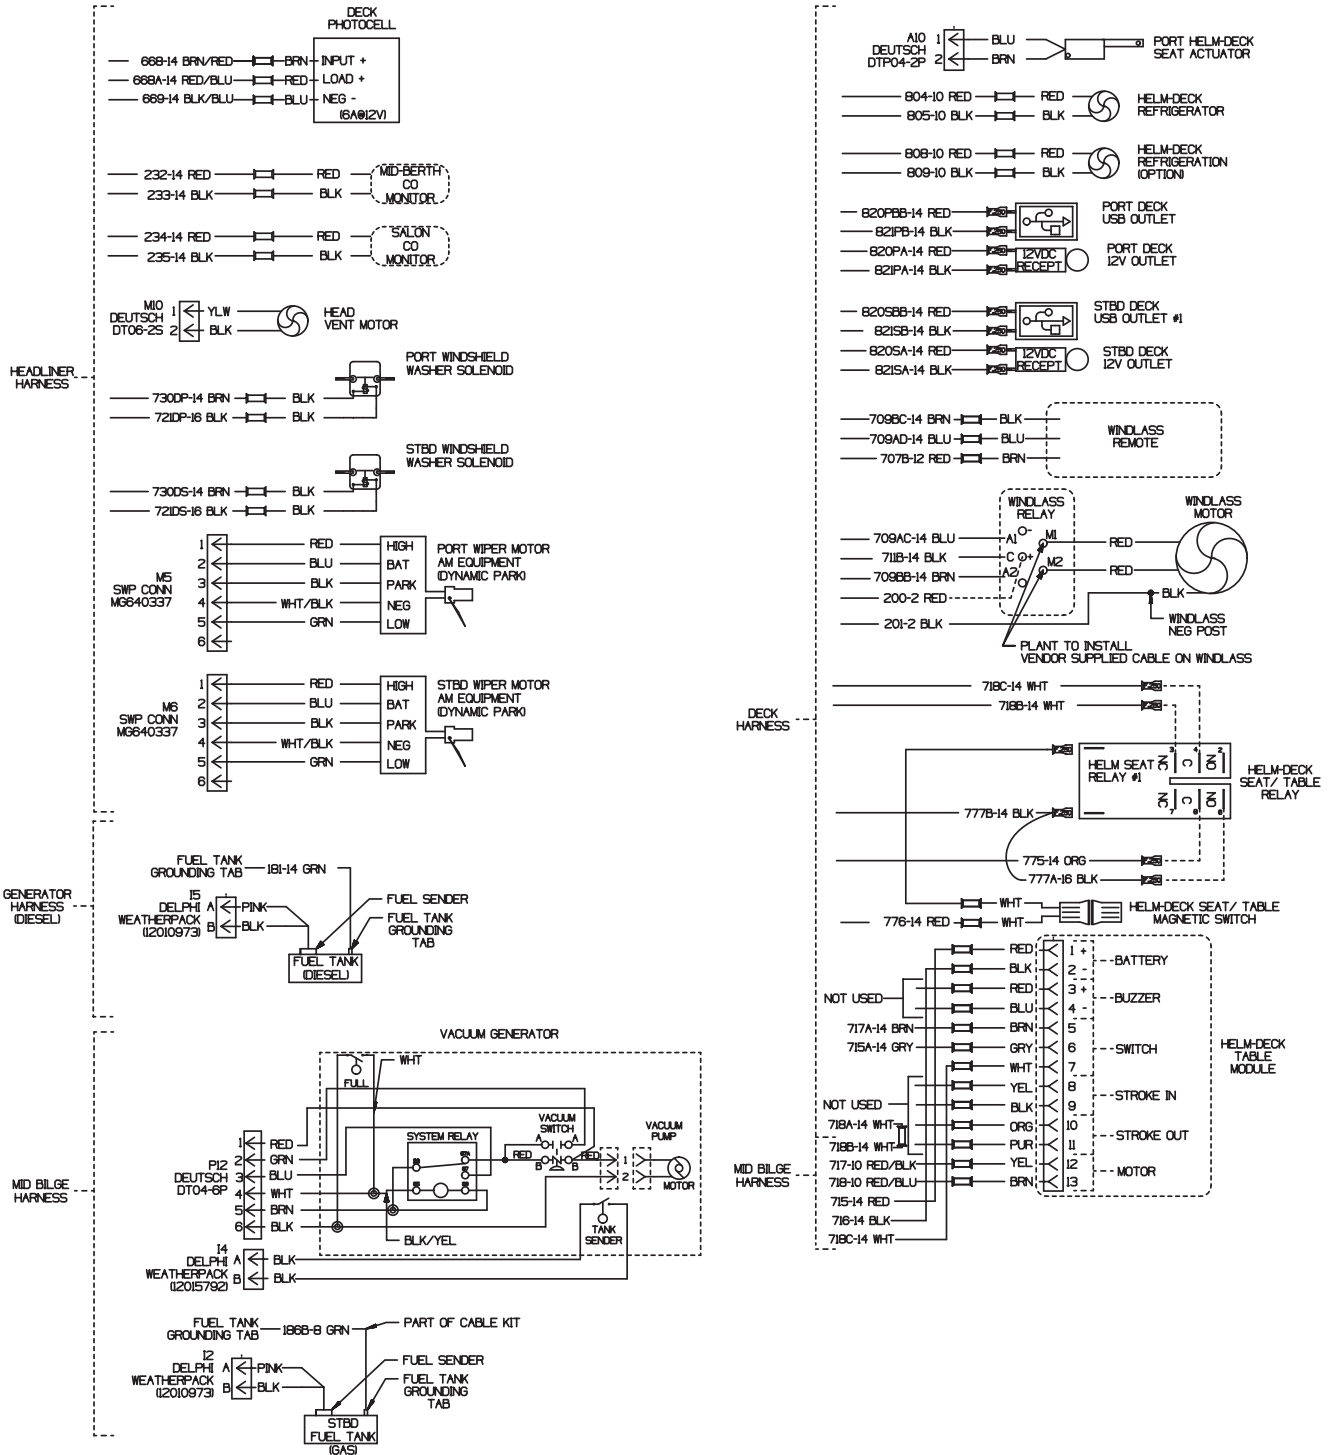 DECK
PHOTOCELL
668-14 BRN/RED BRN INPUT +
668A-14 RED/BLU RED LOAD +
669-14 BLK/BLU BLU NEG -
(6A@12V)
232-14 RED RED MID-BERTH
CO
233-14 BLK BLK MONITOR
234-14 RED RED SALON
CO
235-14 BLK BLK MONITOR
M10
DEUTSCH
DT06-2S
1 YLW
2 BLK
HEAD
VENT MOTOR
HEADLINER
HARNESS
PORT WINDSHIELD
WASHER SOLENOID
730DP-14 BRN BLK
721DP-16 BLK BLK
STBD WINDSHIELD
WASHER SOLENOID
730DS-14 BRN BLK
721DS-16 BLK BLK
M5
SWP CONN
MG640337
1 RED HIGH
2 BLU BAT
3 BLK PARK
4 WHT/BLK NEG
5 GRN LOW
6
PORT WIPER MOTOR
AM EQUIPMENT
(DYNAMIC PARK)
M6
SWP CONN
MG640337
1 RED HIGH
2 BLU BAT
3 BLK PARK
4 WHT/BLK NEG
5 GRN LOW
6
STBD WIPER MOTOR
AM EQUIPMENT
(DYNAMIC PARK)
GENERATOR
HARNESS
(DIESEL)
FUEL TANK
GROUNDING TAB
181-14 GRN
I5
DELPHI
WEATHERPACK
(12010973)
A PINK
B BLK
FUEL SENDER
FUEL TANK
GROUNDING
TAB
FUEL TANK
(DIESEL)
MID BILGE
HARNESS
VACUUM GENERATOR
WHT
FULL
SYSTEM RELAY
87A
30
87
85
86
VACUUM
SWITCH
A A
B B
RED
RED
VACUUM
PUMP
1
2
MOTOR
P12
DEUTSCH
DT04-6P
1 RED
2 GRN
3 BLU
4 WHT
5 BRN
6 BLK
BLK/YEL
TANK
SENDER
I4
DELPHI
WEATHERPACK
(12015792)
A BLK
B BLK
FUEL TANK
GROUNDING TAB
186B-8 GRN
PART OF CABLE KIT
I2
DELPHI
WEATHERPACK
(12010973)
A PINK
B BLK
FUEL SENDER
FUEL TANK
GROUNDING
TAB
STBD
FUEL TANK
(GAS)
A10
DEUTSCH
DTP04-2P
1 BLU
2 BRN
PORT HELM-DECK
SEAT ACTUATOR
804-10 RED RED
805-10 BLK BLK
HELM-DECK
REFRIGERATOR
808-10 RED RED
809-10 BLK BLK
HELM-DECK
REFRIGERATION
(OPTION)
820PBB-14 RED
821PB-14 BLK
PORT DECK
USB OUTLET
820PA-14 RED
821PA-14 BLK
12VDC
RECEPT
PORT DECK
12V OUTLET
820SBB-14 RED
821SB-14 BLK
STBD DECK
USB OUTLET #1
820SA-14 RED
821SA-14 BLK
12VDC
RECEPT
STBD DECK
12V OUTLET
709BC-14 BRN BLK
709AD-14 BLU BLU
707B-12 RED BRN
WINDLASS
REMOTE
WINDLASS
RELAY
WINDLASS
MOTOR
709AC-14 BLU A1 - M1 RED
711B-14 BLK C +
709BB-14 BRN A2 M2 RED
200-2 RED
201-2 BLK
BLK
WINDLASS
NEG POST
PLANT TO INSTALL
VENDOR SUPPLIED CABLE ON WINDLASS
DECK
HARNESS
718C-14 WHT
718B-14 WHT
HELM SEAT
RELAY #1
3 4 2
NC C NO
NC C NO
7 8 6
HELM-DECK
SEAT/ TABLE
RELAY
777B-14 BLK
775-14 ORG
777A-16 BLK
WHT
776-14 RED WHT
HELM-DECK SEAT/ TABLE
MAGNETIC SWITCH
RED 1 +
BLK 2 -
BATTERY
NOT USED
RED 3 +
BLU 4 -
BUZZER
717A-14 BRN BRN 5
715A-14 GRY GRY 6
WHT 7
SWITCH
NOT USED
YEL 8
BLK 9
STROKE IN
718A-14 WHT ORG 10
718B-14 WHT PUR 11
STROKE OUT
717-10 RED/BLK YEL 12
718-10 RED/BLU BRN 13
MOTOR
715-14 RED
716-14 BLK
718C-14 WHT
HELM-DECK
TABLE
MODULE
MID BILGE
HARNESS